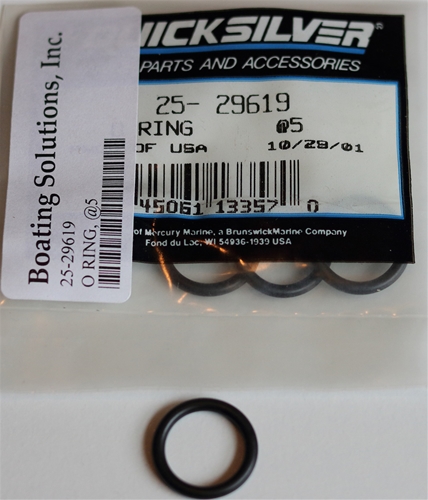 Boating Solutions, Inc.
25-29619
O RING, @5
QUICKSILVER®
PARTS AND ACCESSORIES
25- 29619
RING @5
OF USA 10/29/01
45061 13357 0
of Mercury Marine, a BrunswickMarine Company
Fond du Lac, WI 54936-1939 USA